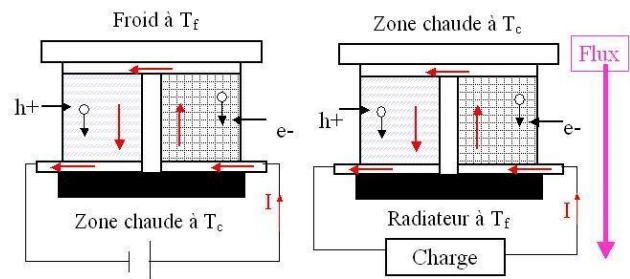 Froid à Tf
h+
e-
Zone chaude à Tc
I
Zone chaude à Tc
Flux
h+
e-
Radiateur à Tf
I
Charge